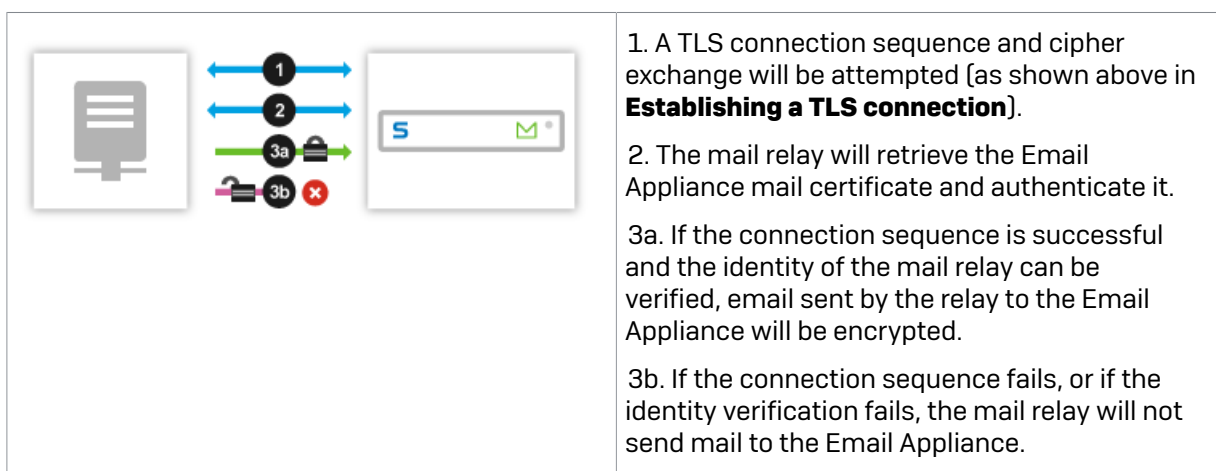 1
2
3a
3b
S
1. A TLS connection sequence and cipher
exchange will be attempted (as shown above in
Establishing a TLS connection).
2. The mail relay will retrieve the Email
Appliance mail certificate and authenticate it.
3a. If the connection sequence is successful
and the identity of the mail relay can be
verified, email sent by the relay to the Email
Appliance will be encrypted.
3b. If the connection sequence fails, or if the
identity verification fails, the mail relay will not
send mail to the Email Appliance.